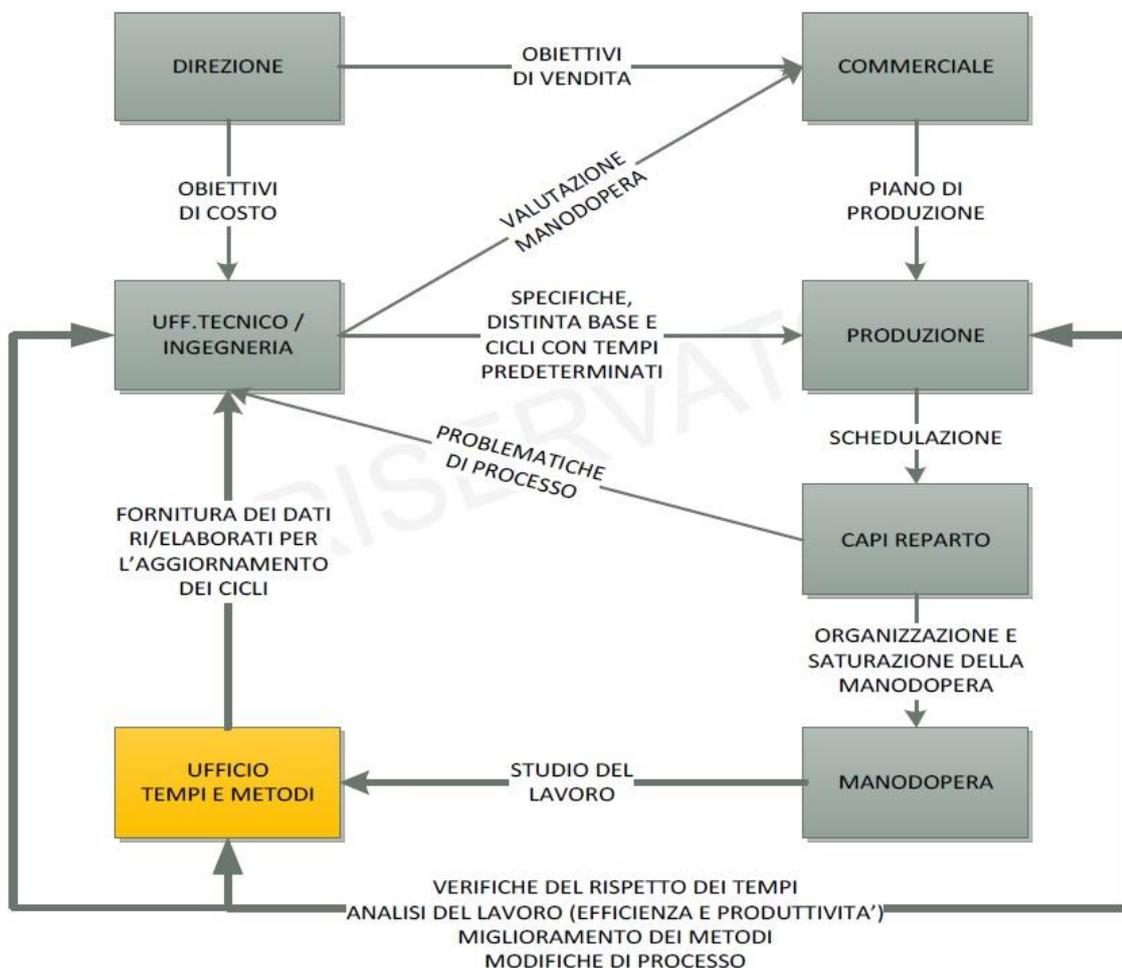 DIREZIONE
OBIETTIVI
DI VENDITA
COMMERCIALE
OBIETTIVI
DI COSTO
VALUTAZIONE
MANODOPERA
PIANO DI
PRODUZIONE
UFF.TECNICO /
INGEGNERIA
SPECIFICHE,
DISTINTA BASE E
CICLI CON TEMPI
PREDETERMINATI
PRODUZIONE
PROBLEMATICHE
DI PROCESSO
SCHEDULAZIONE
FORNITURA DEI DATI
RI/ELABORATI PER
L’AGGIORNAMENTO
DEI CICLI
CAPI REPARTO
ORGANIZZAZIONE E
SATURAZIONE DELLA
MANODOPERA
UFFICIO
TEMPI E METODI
STUDIO DEL
LAVORO
MANODOPERA
VERIFICHE DEL RISPETTO DEI TEMPI
ANALISI DEL LAVORO (EFFICIENZA E PRODUTTIVITA’)
MIGLIORAMENTO DEI METODI
MODIFICHE DI PROCESSO
RISERVAT